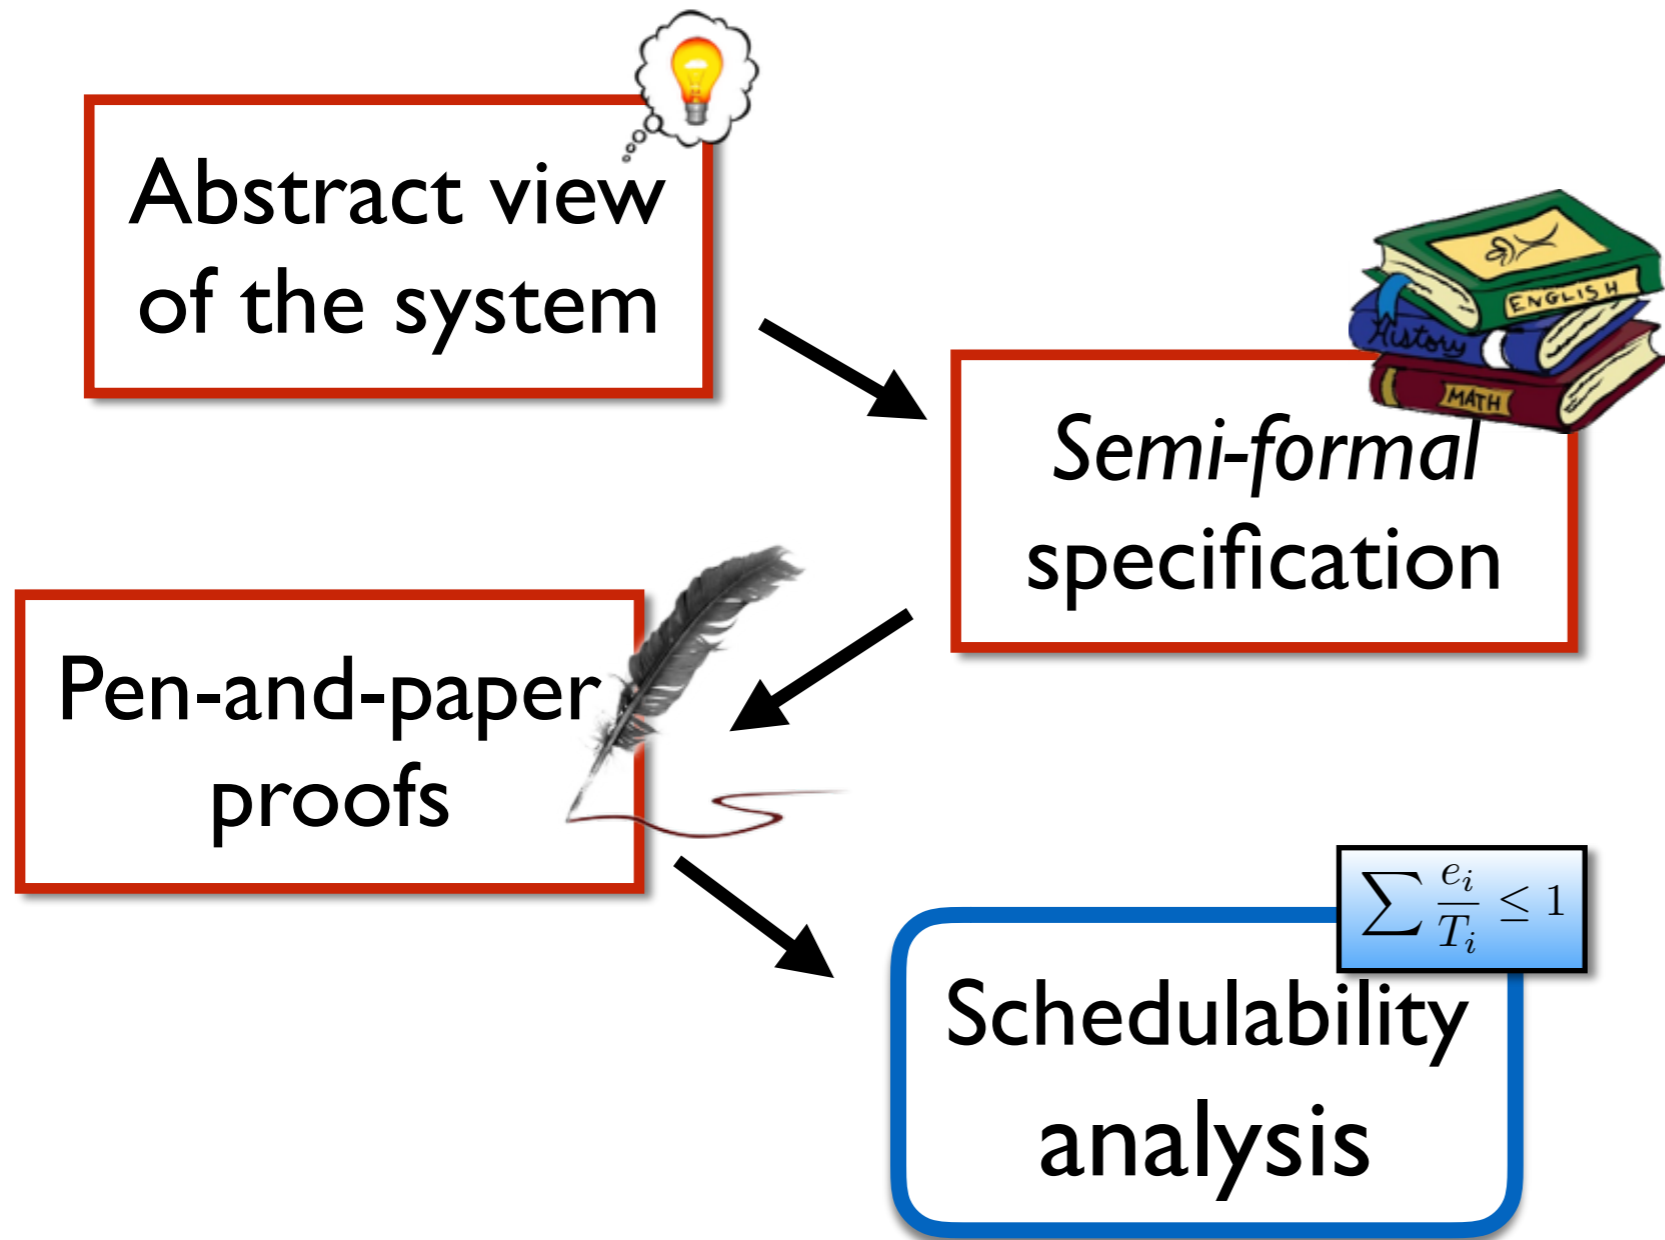 Abstract view
of the system
ENGLISH
History
MATH
Semi-formal
specification
Pen-and-paper
proofs
∑ e_i/T_i ≤ 1
Schedulability
analysis